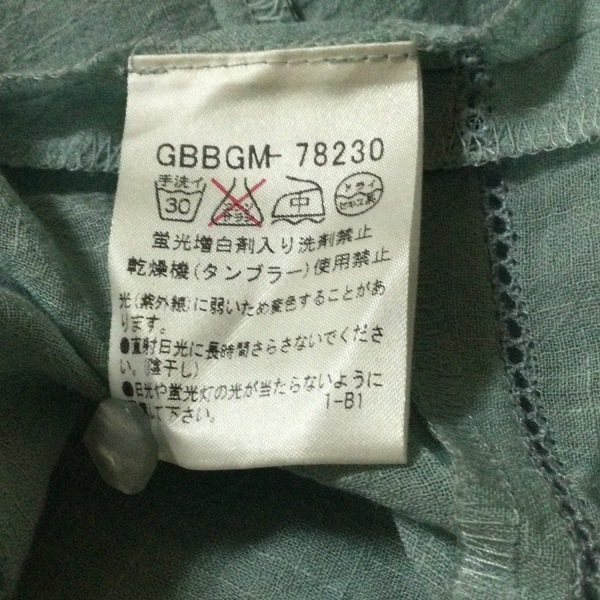 GBBGM- 78230
手洗イ
30
中
ドライ
セキユ系
蛍光増白剤入り洗剤禁止
乾燥機(タンブラー)使用禁止
光(紫外線)に弱いため変色することがあ
ります。
●直射日光に長時間さらさないでくださ
い。(陰干し)
●日光や蛍光灯の光が当たらないように
して下さい。
1-B1